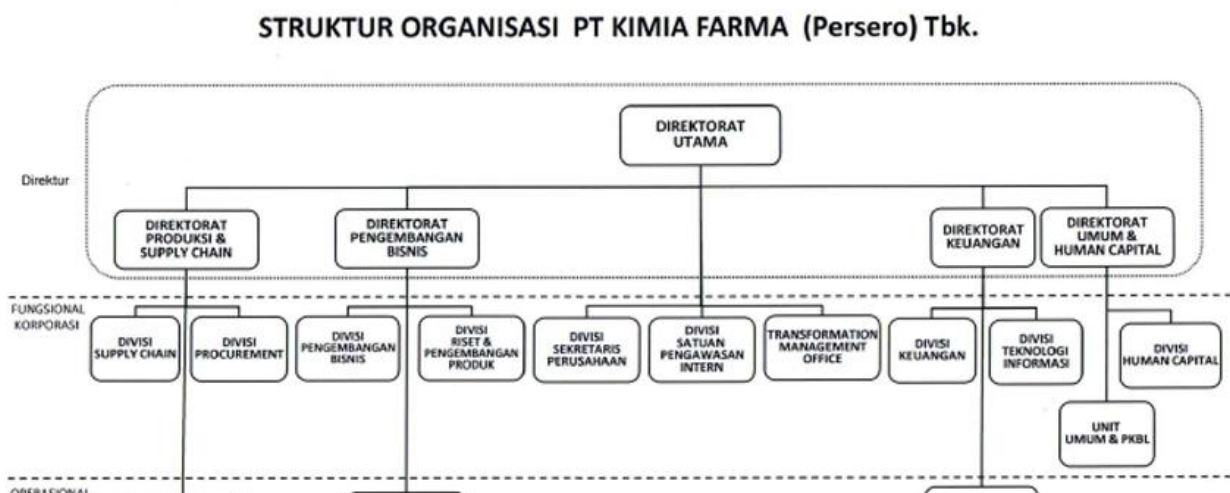 STRUKTUR ORGANISASI PT KIMIA FARMA (Persero) Tbk.
DIREKTORAT
UTAMA
Direktur
DIREKTORAT
PRODUKSI &
SUPPLY CHAIN
DIREKTORAT
PENGEMBANGAN
BISNIS
DIREKTORAT
KEUANGAN
DIREKTORAT
UMUM &
HUMAN CAPITAL
FUNGSIONAL
KORPORASI
DIVISI
SUPPLY CHAIN
DIVISI
PROCUREMENT
DIVISI
PENGEMBANGAN
BISNIS
DIVISI
RISET &
PENGEMBANGAN
PRODUK
DIVISI
SEKRETARIS
PERUSAHAAN
DIVISI
SATUAN
PENGAWASAN
INTERN
TRANSFORMATION
MANAGEMENT
OFFICE
DIVISI
KEUANGAN
DIVISI
TEKNOLOGI
INFORMASI
DIVISI
HUMAN CAPITAL
UNIT
UMUM & PKBL
OPERASIONAL